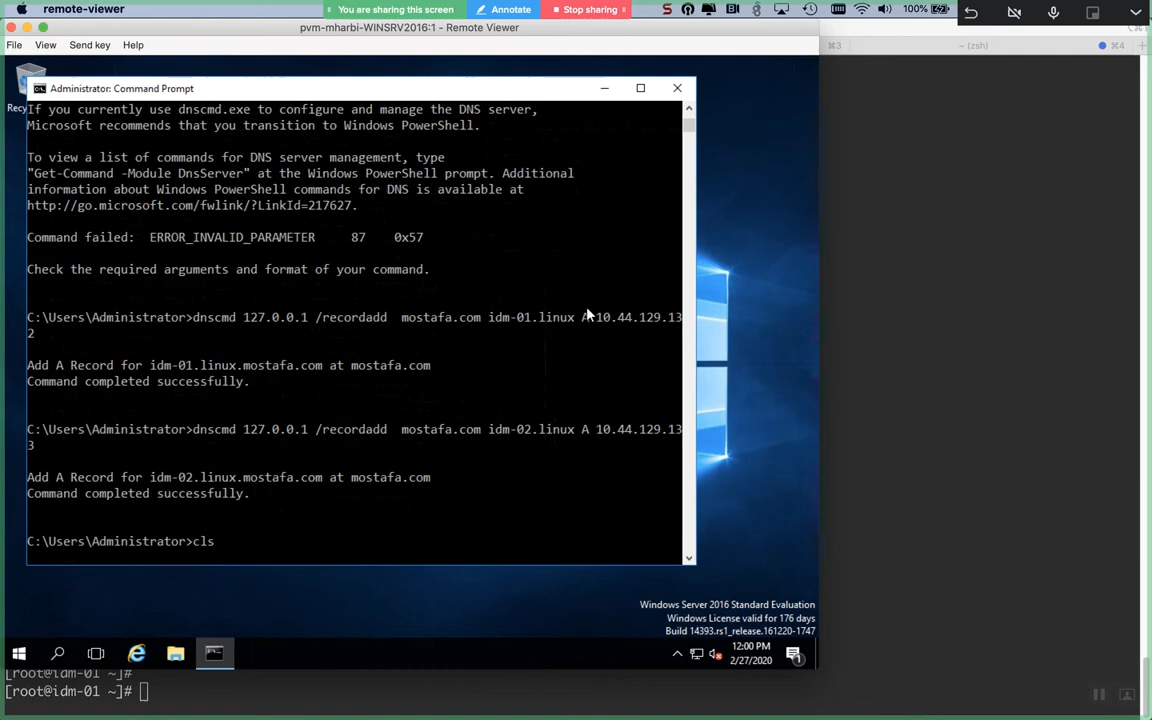 remote-viewer
You are sharing this screen
Annotate
Stop sharing
100%
pvm-mharbi-WINSRV2016:1 - Remote Viewer
File View Send key Help
⌘3
~ (zsh)
⌘4
Administrator: Command Prompt
If you currently use dnscmd.exe to configure and manage the DNS server,
Microsoft recommends that you transition to Windows PowerShell.
To view a list of commands for DNS server management, type
"Get-Command -Module DnsServer" at the Windows PowerShell prompt. Additional
information about Windows PowerShell commands for DNS is available at
http://go.microsoft.com/fwlink/?LinkId=217627.
Command failed: ERROR_INVALID_PARAMETER 87 0x57
Check the required arguments and format of your command.
C:\Users\Administrator>dnscmd 127.0.0.1 /recordadd mostafa.com idm-01.linux A 10.44.129.13
2
Add A Record for idm-01.linux.mostafa.com at mostafa.com
Command completed successfully.
C:\Users\Administrator>dnscmd 127.0.0.1 /recordadd mostafa.com idm-02.linux A 10.44.129.13
3
Add A Record for idm-02.linux.mostafa.com at mostafa.com
Command completed successfully.
C:\Users\Administrator>cls
Windows Server 2016 Standard Evaluation
Windows License valid for 176 days
Build 14393.rs1_release.161220-1747
12:00 PM
2/27/2020
1
[root@idm-01 ~]#
[root@idm-01 ~]#